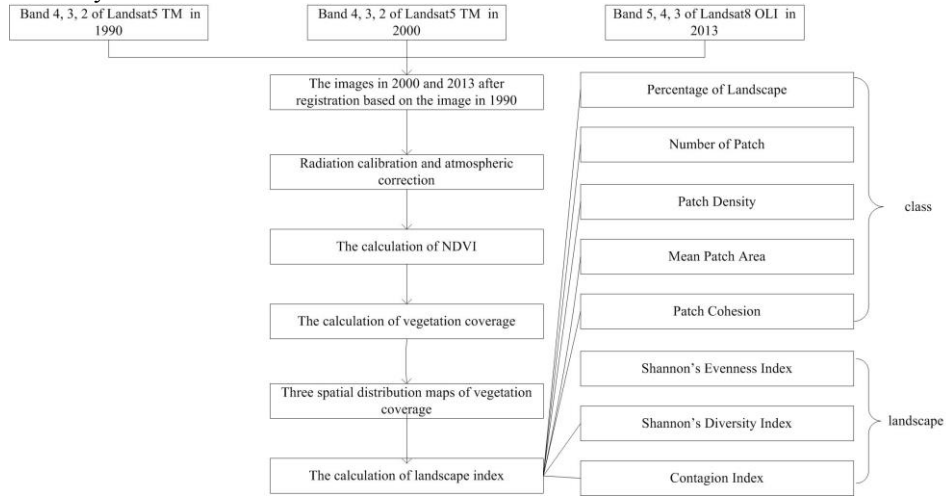 Band 4, 3, 2 of Landsat5 TM in
1990
Band 4, 3, 2 of Landsat5 TM in
2000
Band 5, 4, 3 of Landsat8 OLI in
2013
The images in 2000 and 2013 after
registration based on the image in 1990
Radiation calibration and atmospheric
correction
The calculation of NDVI
The calculation of vegetation coverage
Three spatial distribution maps of vegetation
coverage
The calculation of landscape index
Percentage of Landscape
Number of Patch
Patch Density
Mean Patch Area
Patch Cohesion
class
Shannon's Evenness Index
Shannon's Diversity Index
Contagion Index
landscape